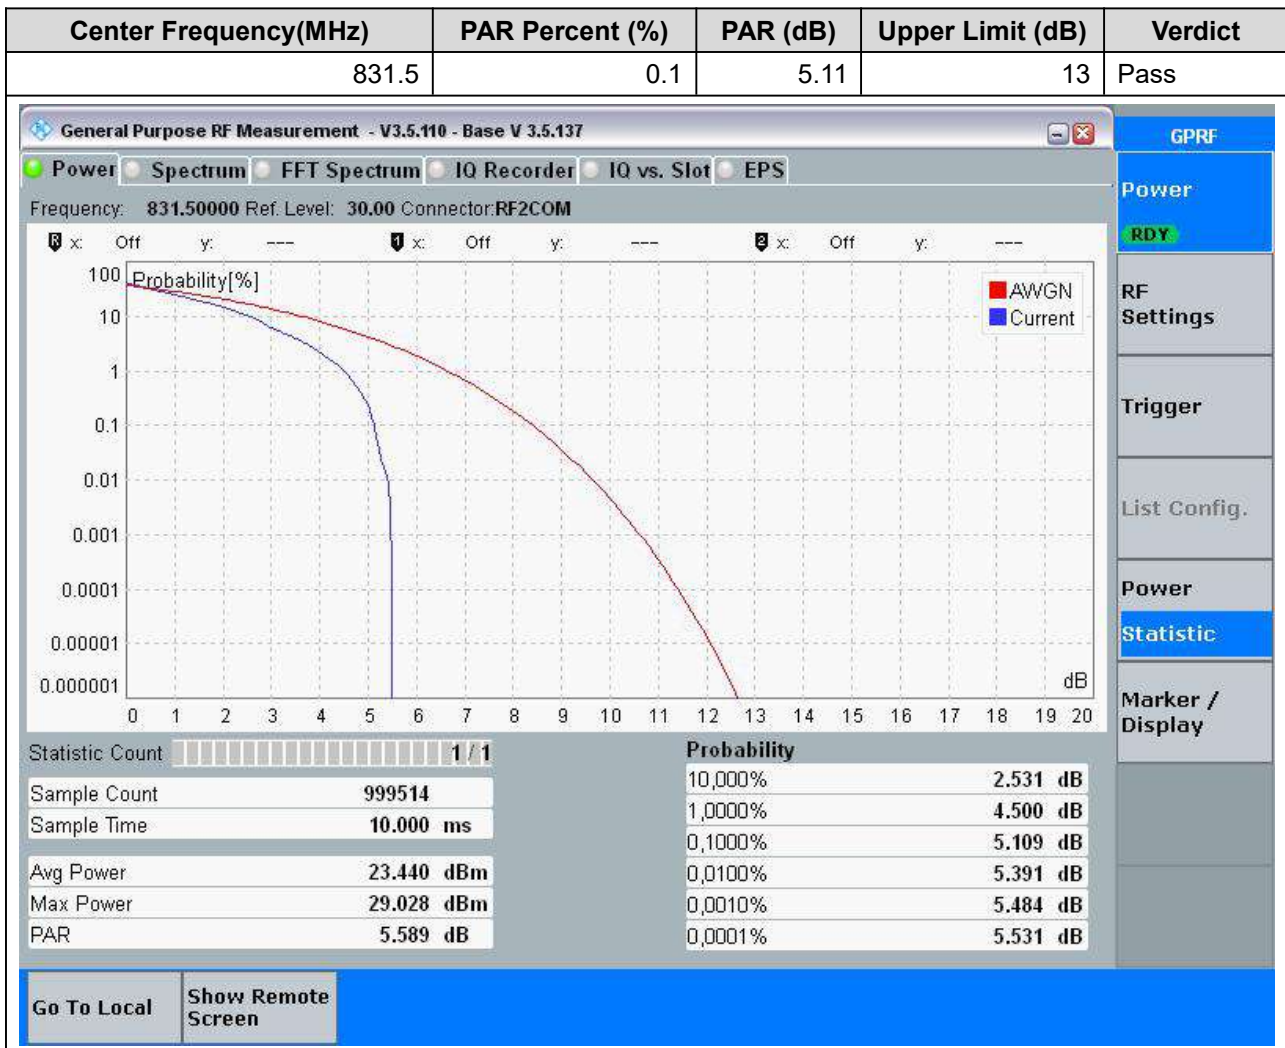 Center Frequency(MHz) PAR Percent (%) PAR (dB) Upper Limit (dB) Verdict
831.5 0.1 5.11 13 Pass
General Purpose RF Measurement - V3.5.110 - Base V 3.5.137
GPRF
Power Spectrum FFT Spectrum IQ Recorder IQ vs. Slot EPS
Power
RDY
Frequency: 831.50000 Ref. Level: 30.00 Connector:RF2COM
R x: Off y: --- 1 x: Off y: --- 2 x: Off y: ---
Probability[%]
AWGN
Current
100
10
1
0.1
0.01
0.001
0.0001
0.00001
0.000001
dB
0 1 2 3 4 5 6 7 8 9 10 11 12 13 14 15 16 17 18 19 20
RF
Settings
Trigger
List Config.
Power
Statistic
Marker /
Display
Statistic Count 1 / 1
Sample Count 999514
Sample Time 10.000 ms
Avg Power 23.440 dBm
Max Power 29.028 dBm
PAR 5.589 dB
Probability
10,000% 2.531 dB
1,0000% 4.500 dB
0,1000% 5.109 dB
0,0100% 5.391 dB
0,0010% 5.484 dB
0,0001% 5.531 dB
Go To Local
Show Remote
Screen